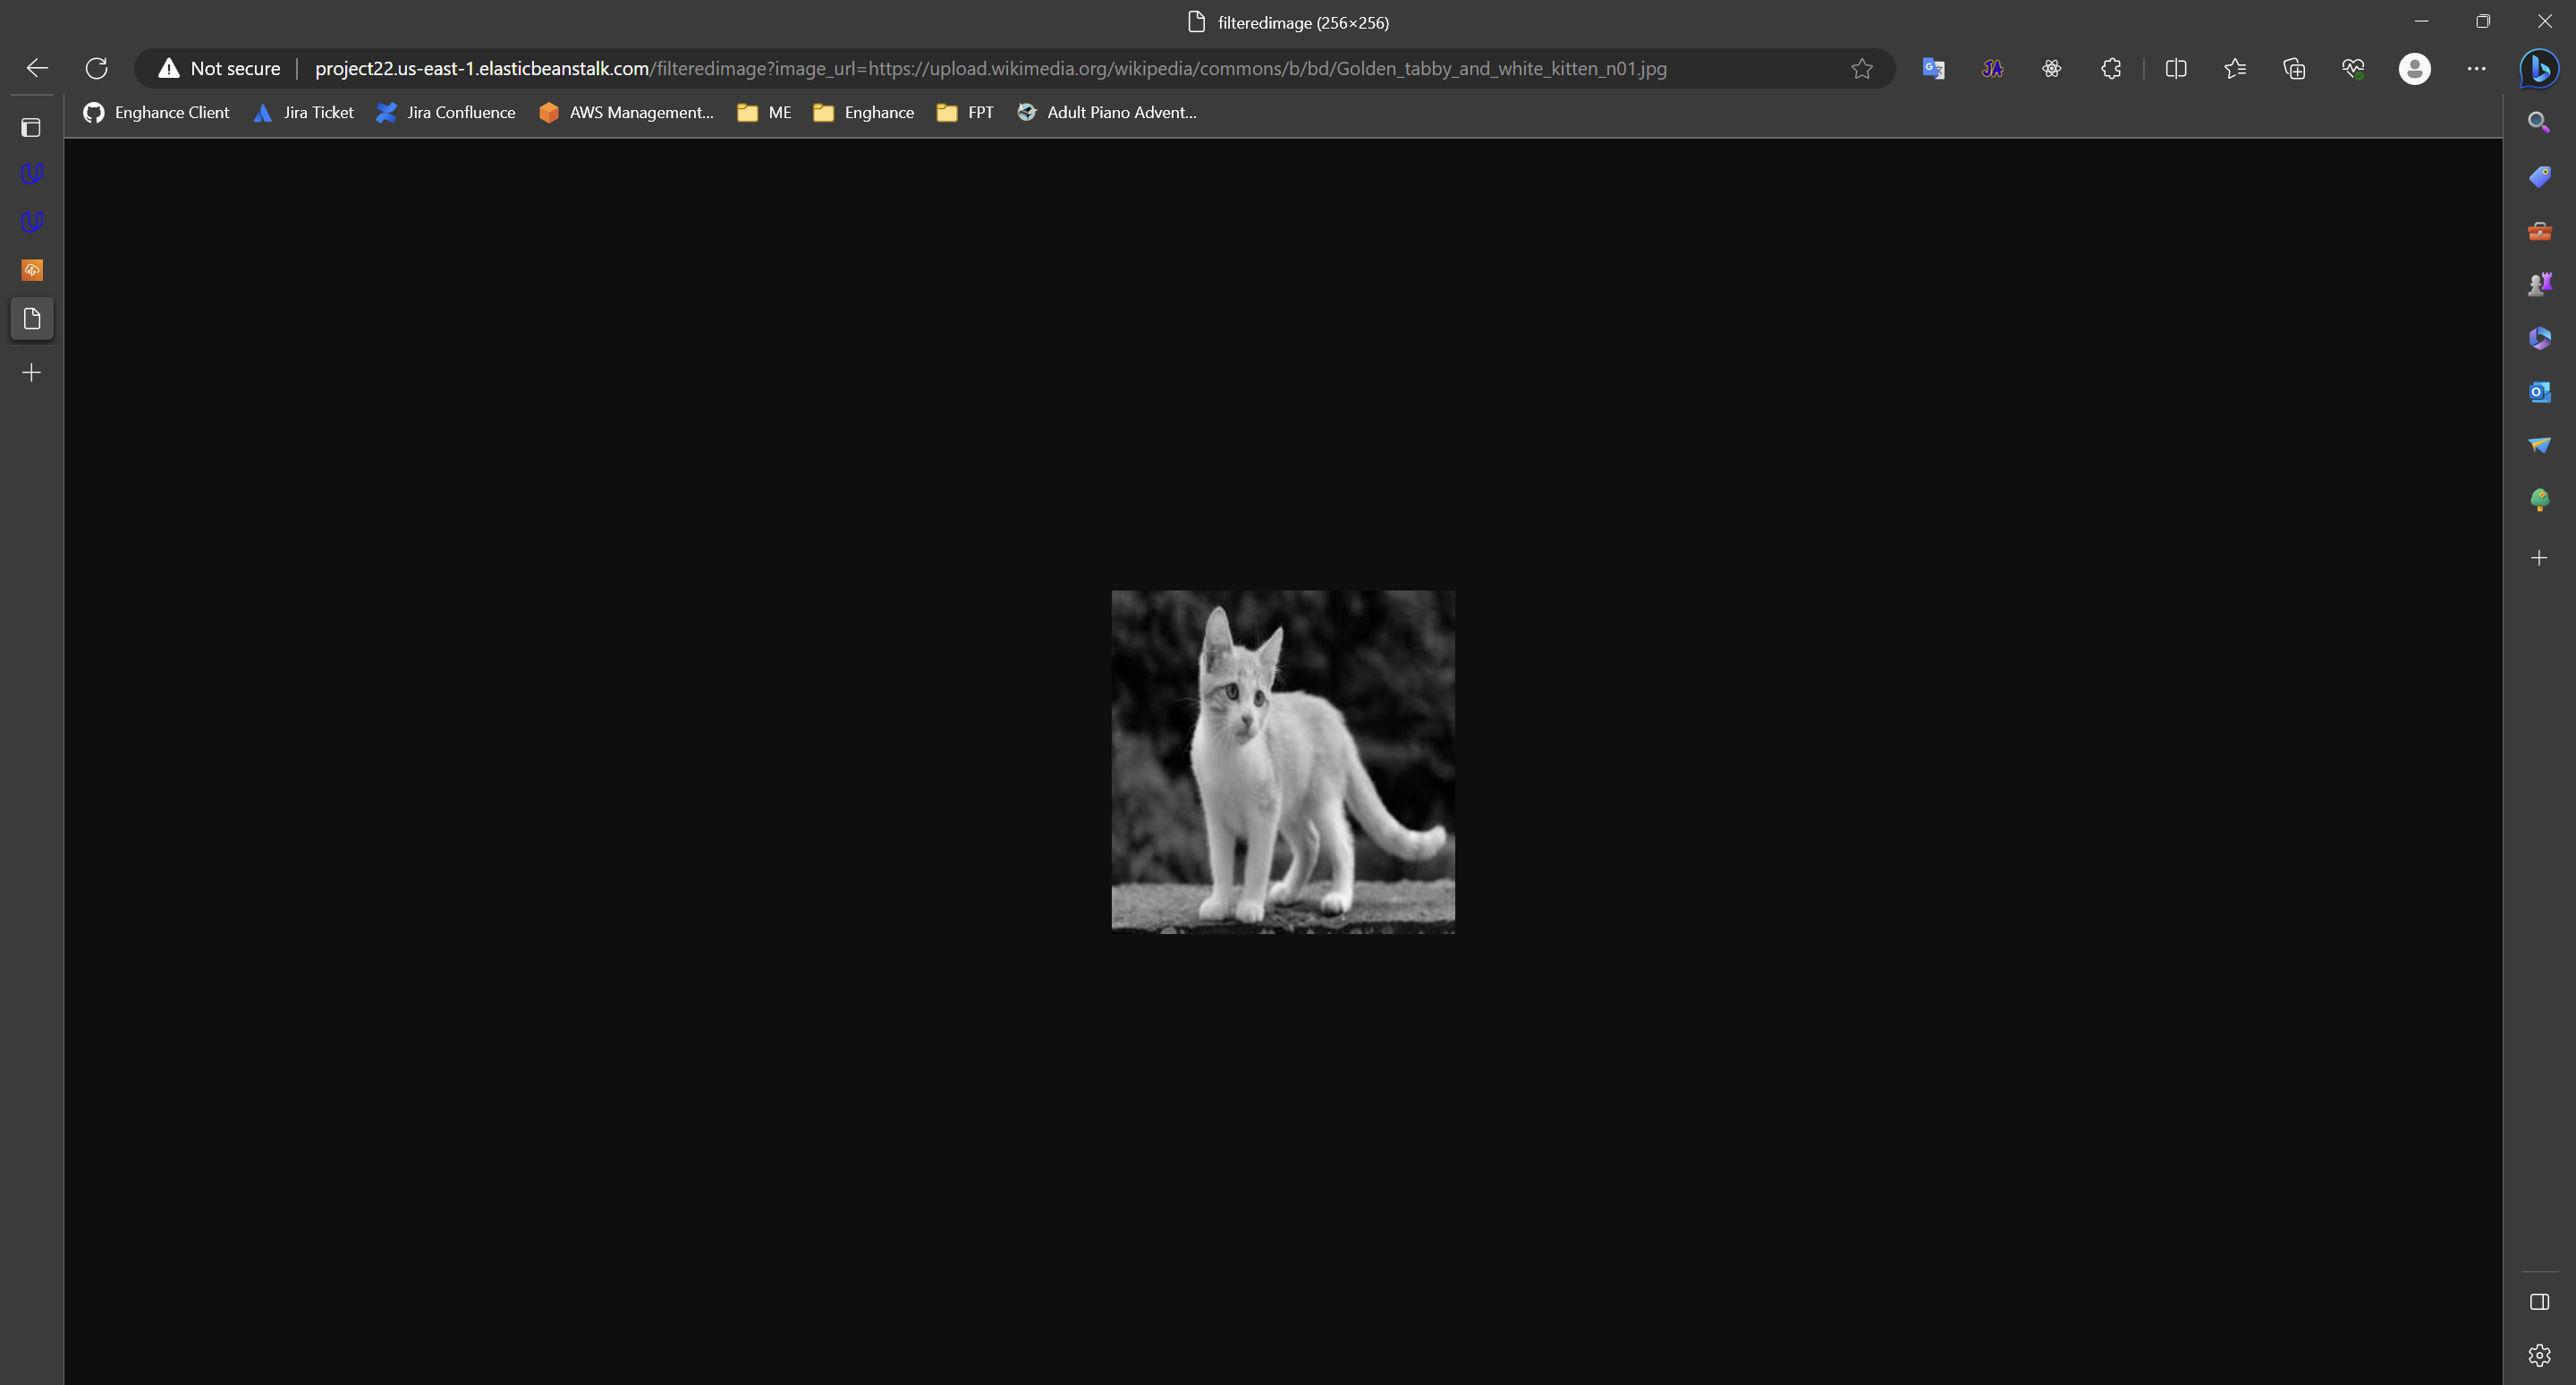 filteredimage (256×256)
Not secure
project22.us-east-1.elasticbeanstalk.com/filteredimage?image_url=https://upload.wikimedia.org/wikipedia/commons/b/bd/Golden_tabby_and_white_kitten_n01.jpg
Enghance Client
Jira Ticket
Jira Confluence
AWS Management...
ME
Enghance
FPT
Adult Piano Advent...